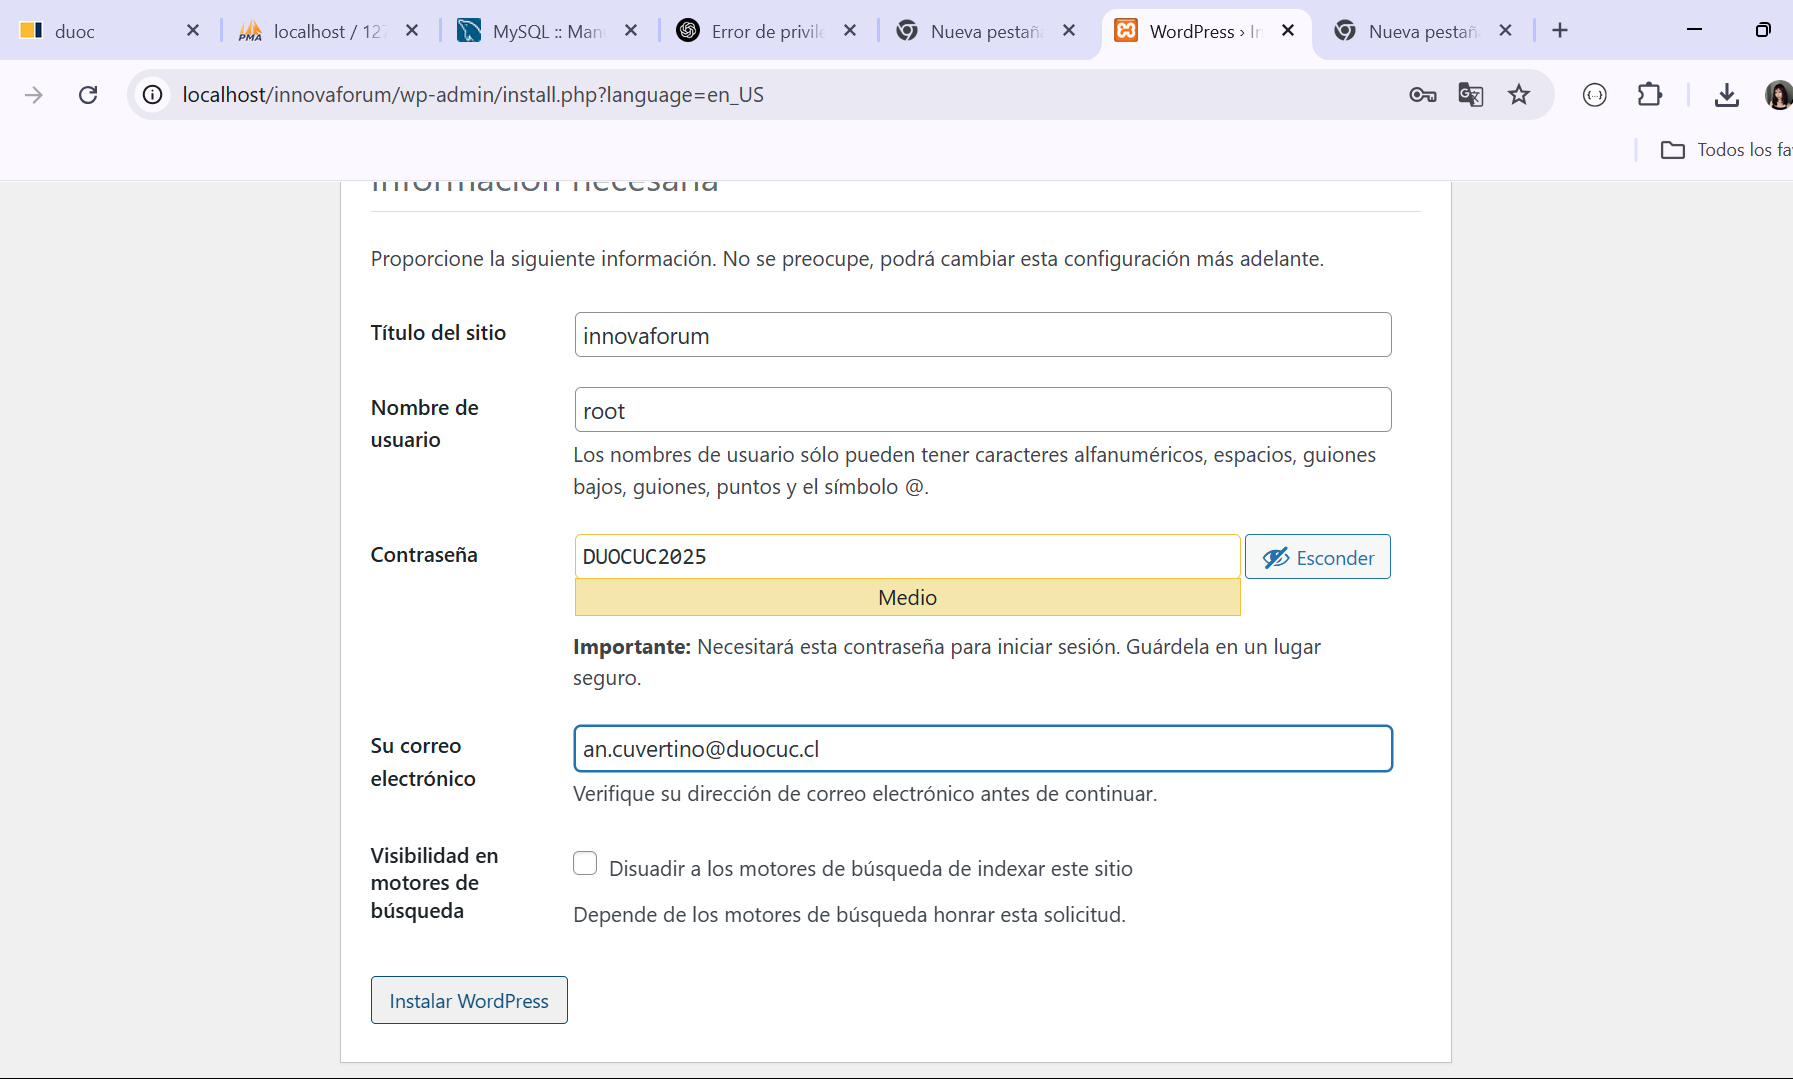 duoc
localhost / 127
MySQL :: Man
Error de privile
Nueva pestaña
WordPress › In
Nueva pestaña
localhost/innovaforum/wp-admin/install.php?language=en_US
Todos los fa
Información necesaria
Proporcione la siguiente información. No se preocupe, podrá cambiar esta configuración más adelante.
Título del sitio
innovaforum
Nombre de
usuario
root
Los nombres de usuario sólo pueden tener caracteres alfanuméricos, espacios, guiones
bajos, guiones, puntos y el símbolo @.
Contraseña
DUOCUC2025
Esconder
Medio
Importante: Necesitará esta contraseña para iniciar sesión. Guárdela en un lugar
seguro.
Su correo
electrónico
an.cuvertino@duocuc.cl
Verifique su dirección de correo electrónico antes de continuar.
Visibilidad en
motores de
búsqueda
Disuadir a los motores de búsqueda de indexar este sitio
Depende de los motores de búsqueda honrar esta solicitud.
Instalar WordPress